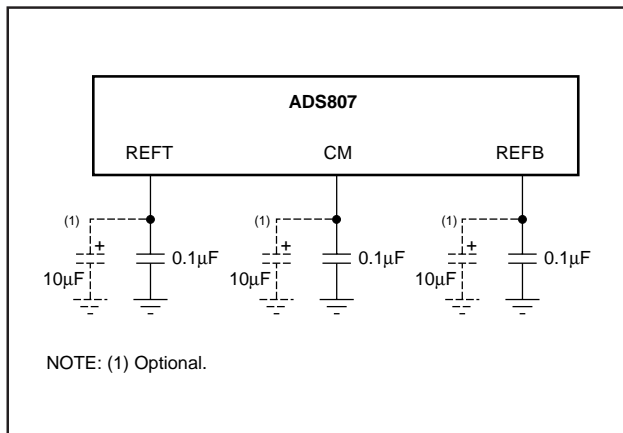 ADS807
REFT CM REFB
(1) (1) (1)
+ + +
0.1µF 0.1µF 0.1µF
10µF 10µF 10µF
NOTE: (1) Optional.